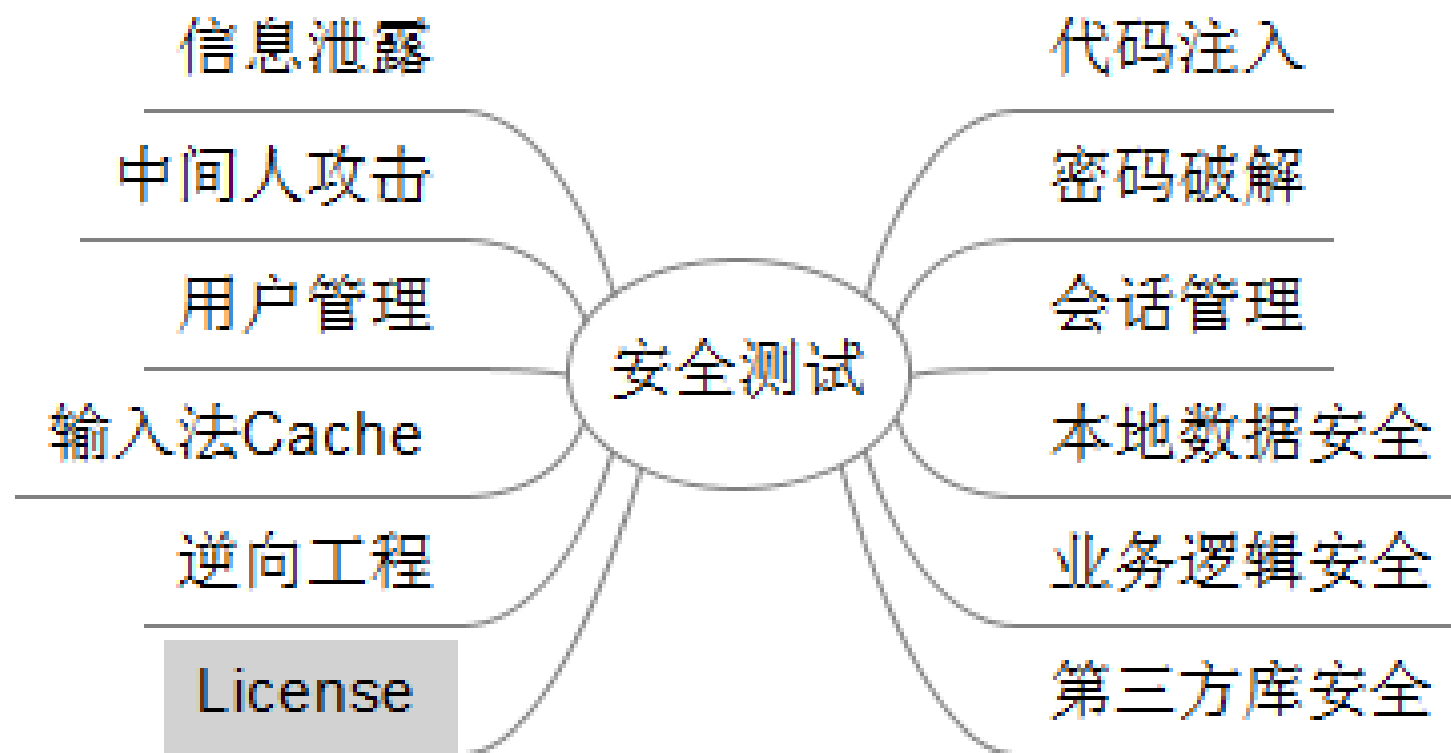 信息泄露
中间人攻击
用户管理
输入法Cache
逆向工程
License
安全测试
代码注入
密码破解
会话管理
本地数据安全
业务逻辑安全
第三方库安全